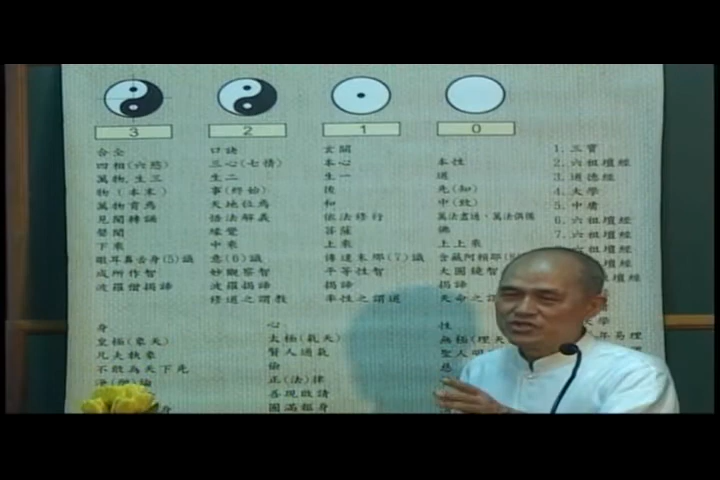 3 2 1 0
合仝 口訣 玄關 1. 三寶
四相(六慾) 三心(七情) 本心 本性 2. 六祖壇經
萬物,生三 生二 生一 道 3. 道德經
物(本末) 事(終始) 後 先(知) 4. 大學
萬物育焉 天地位焉 和 中(致) 5. 中庸
見聞轉誦 悟法解義 依法修行 萬法盡通,萬法俱備 6. 六祖壇經
聲聞 緣覺 菩薩 佛 7. 六祖壇經
下乘 中乘 上乘 上上乘
眼耳鼻舌身(5)識 意(6)識 傳達末那(7)識 含藏阿賴耶(8
成所作智 妙觀察智 平等性智 大圓鏡智
波羅僧揭諦 波羅揭諦 揭諦 揭諦
修道之謂教 率性之謂道 天命之謂
身 心 性
皇極(象天) 太極(氣天) 無極(理天
凡夫執象 賢人通氣 聖人明
不敢為天下先 儉 慈
正(法)律
善現啟請
身 圓滿報身